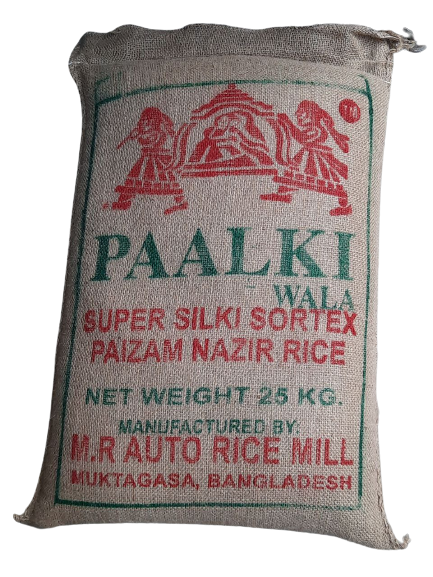 TM
PAALKI
WALA
SUPER SILKI SORTEX
PAIZAM NAZIR RICE
NET WEIGHT 25 KG.
MANUFACTURED BY:
M.R AUTO RICE MILL
MUKTAGASA, BANGLADESH